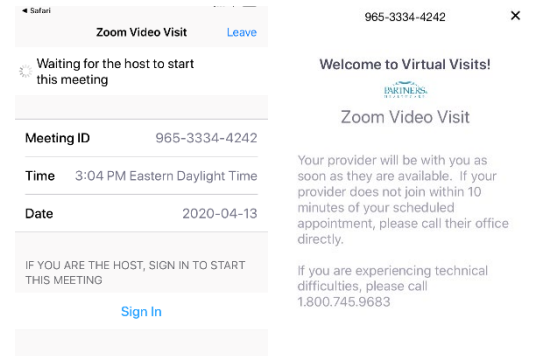 Safari
Zoom Video Visit
Leave
Waiting for the host to start
this meeting
Meeting ID 965-3334-4242
Time 3:04 PM Eastern Daylight Time
Date 2020-04-13
IF YOU ARE THE HOST, SIGN IN TO START
THIS MEETING
Sign In
965-3334-4242
Welcome to Virtual Visits!
PARTNERS.
HEALTHCARE
Zoom Video Visit
Your provider will be with you as
soon as they are available. If your
provider does not join within 10
minutes of your scheduled
appointment, please call their office
directly.
If you are experiencing technical
difficulties, please call
1.800.745.9683